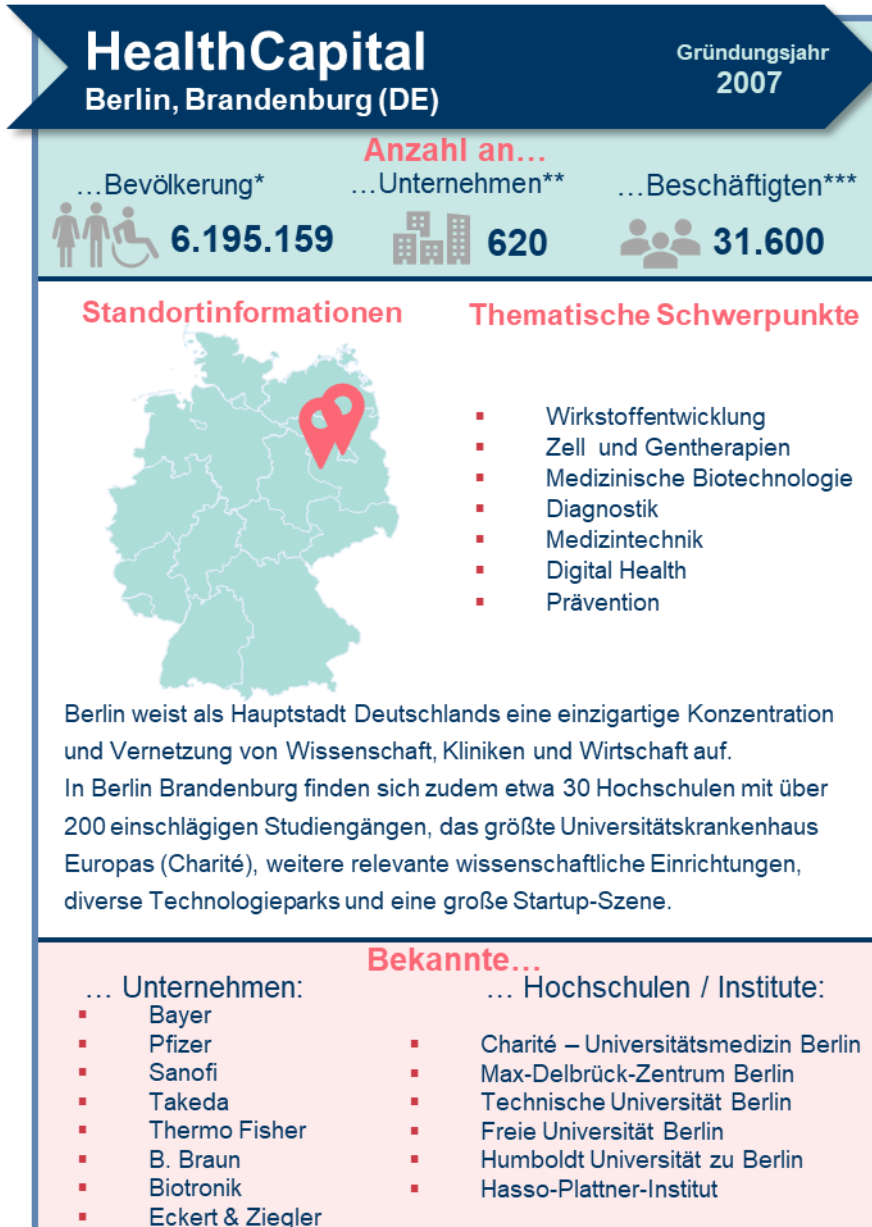 HealthCapital
Berlin, Brandenburg (DE)
Gründungsjahr
2007
Anzahl an…
…Bevölkerung*
6.195.159
…Unternehmen**
620
…Beschäftigten***
31.600
Standortinformationen
Thematische Schwerpunkte
▪ Wirkstoffentwicklung
▪ Zell und Gentherapien
▪ Medizinische Biotechnologie
▪ Diagnostik
▪ Medizintechnik
▪ Digital Health
▪ Prävention
Berlin weist als Hauptstadt Deutschlands eine einzigartige Konzentration
und Vernetzung von Wissenschaft, Kliniken und Wirtschaft auf.
In Berlin Brandenburg finden sich zudem etwa 30 Hochschulen mit über
200 einschlägigen Studiengängen, das größte Universitätskrankenhaus
Europas (Charité), weitere relevante wissenschaftliche Einrichtungen,
diverse Technologieparks und eine große Startup-Szene.
Bekannte…
… Unternehmen:
▪ Bayer
▪ Pfizer
▪ Sanofi
▪ Takeda
▪ Thermo Fisher
▪ B. Braun
▪ Biotronik
▪ Eckert & Ziegler
… Hochschulen / Institute:
▪ Charité – Universitätsmedizin Berlin
▪ Max-Delbrück-Zentrum Berlin
▪ Technische Universität Berlin
▪ Freie Universität Berlin
▪ Humboldt Universität zu Berlin
▪ Hasso-Plattner-Institut